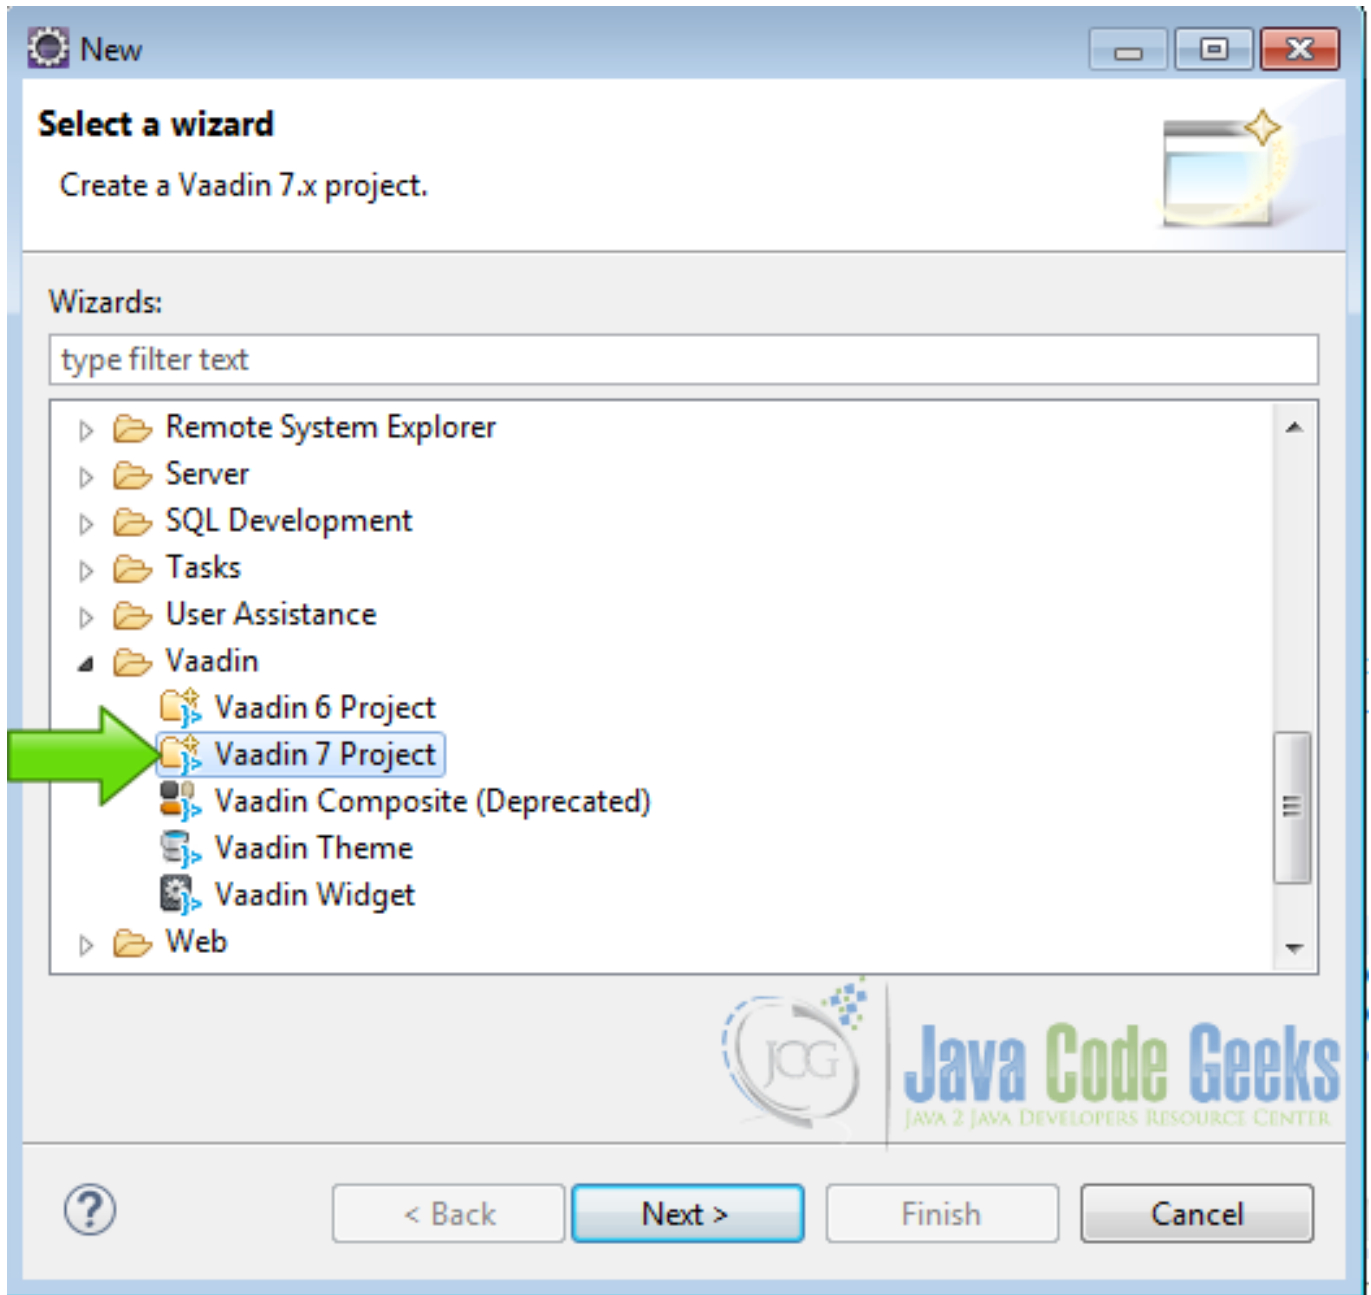 New
Select a wizard
Create a Vaadin 7.x project.
Wizards:
type filter text
Remote System Explorer
Server
SQL Development
Tasks
User Assistance
Vaadin
Vaadin 6 Project
Vaadin 7 Project
Vaadin Composite (Deprecated)
Vaadin Theme
Vaadin Widget
Web
JCG
Java Code Geeks
JAVA 2 JAVA DEVELOPERS RESOURCE CENTER
?
< Back
Next >
Finish
Cancel